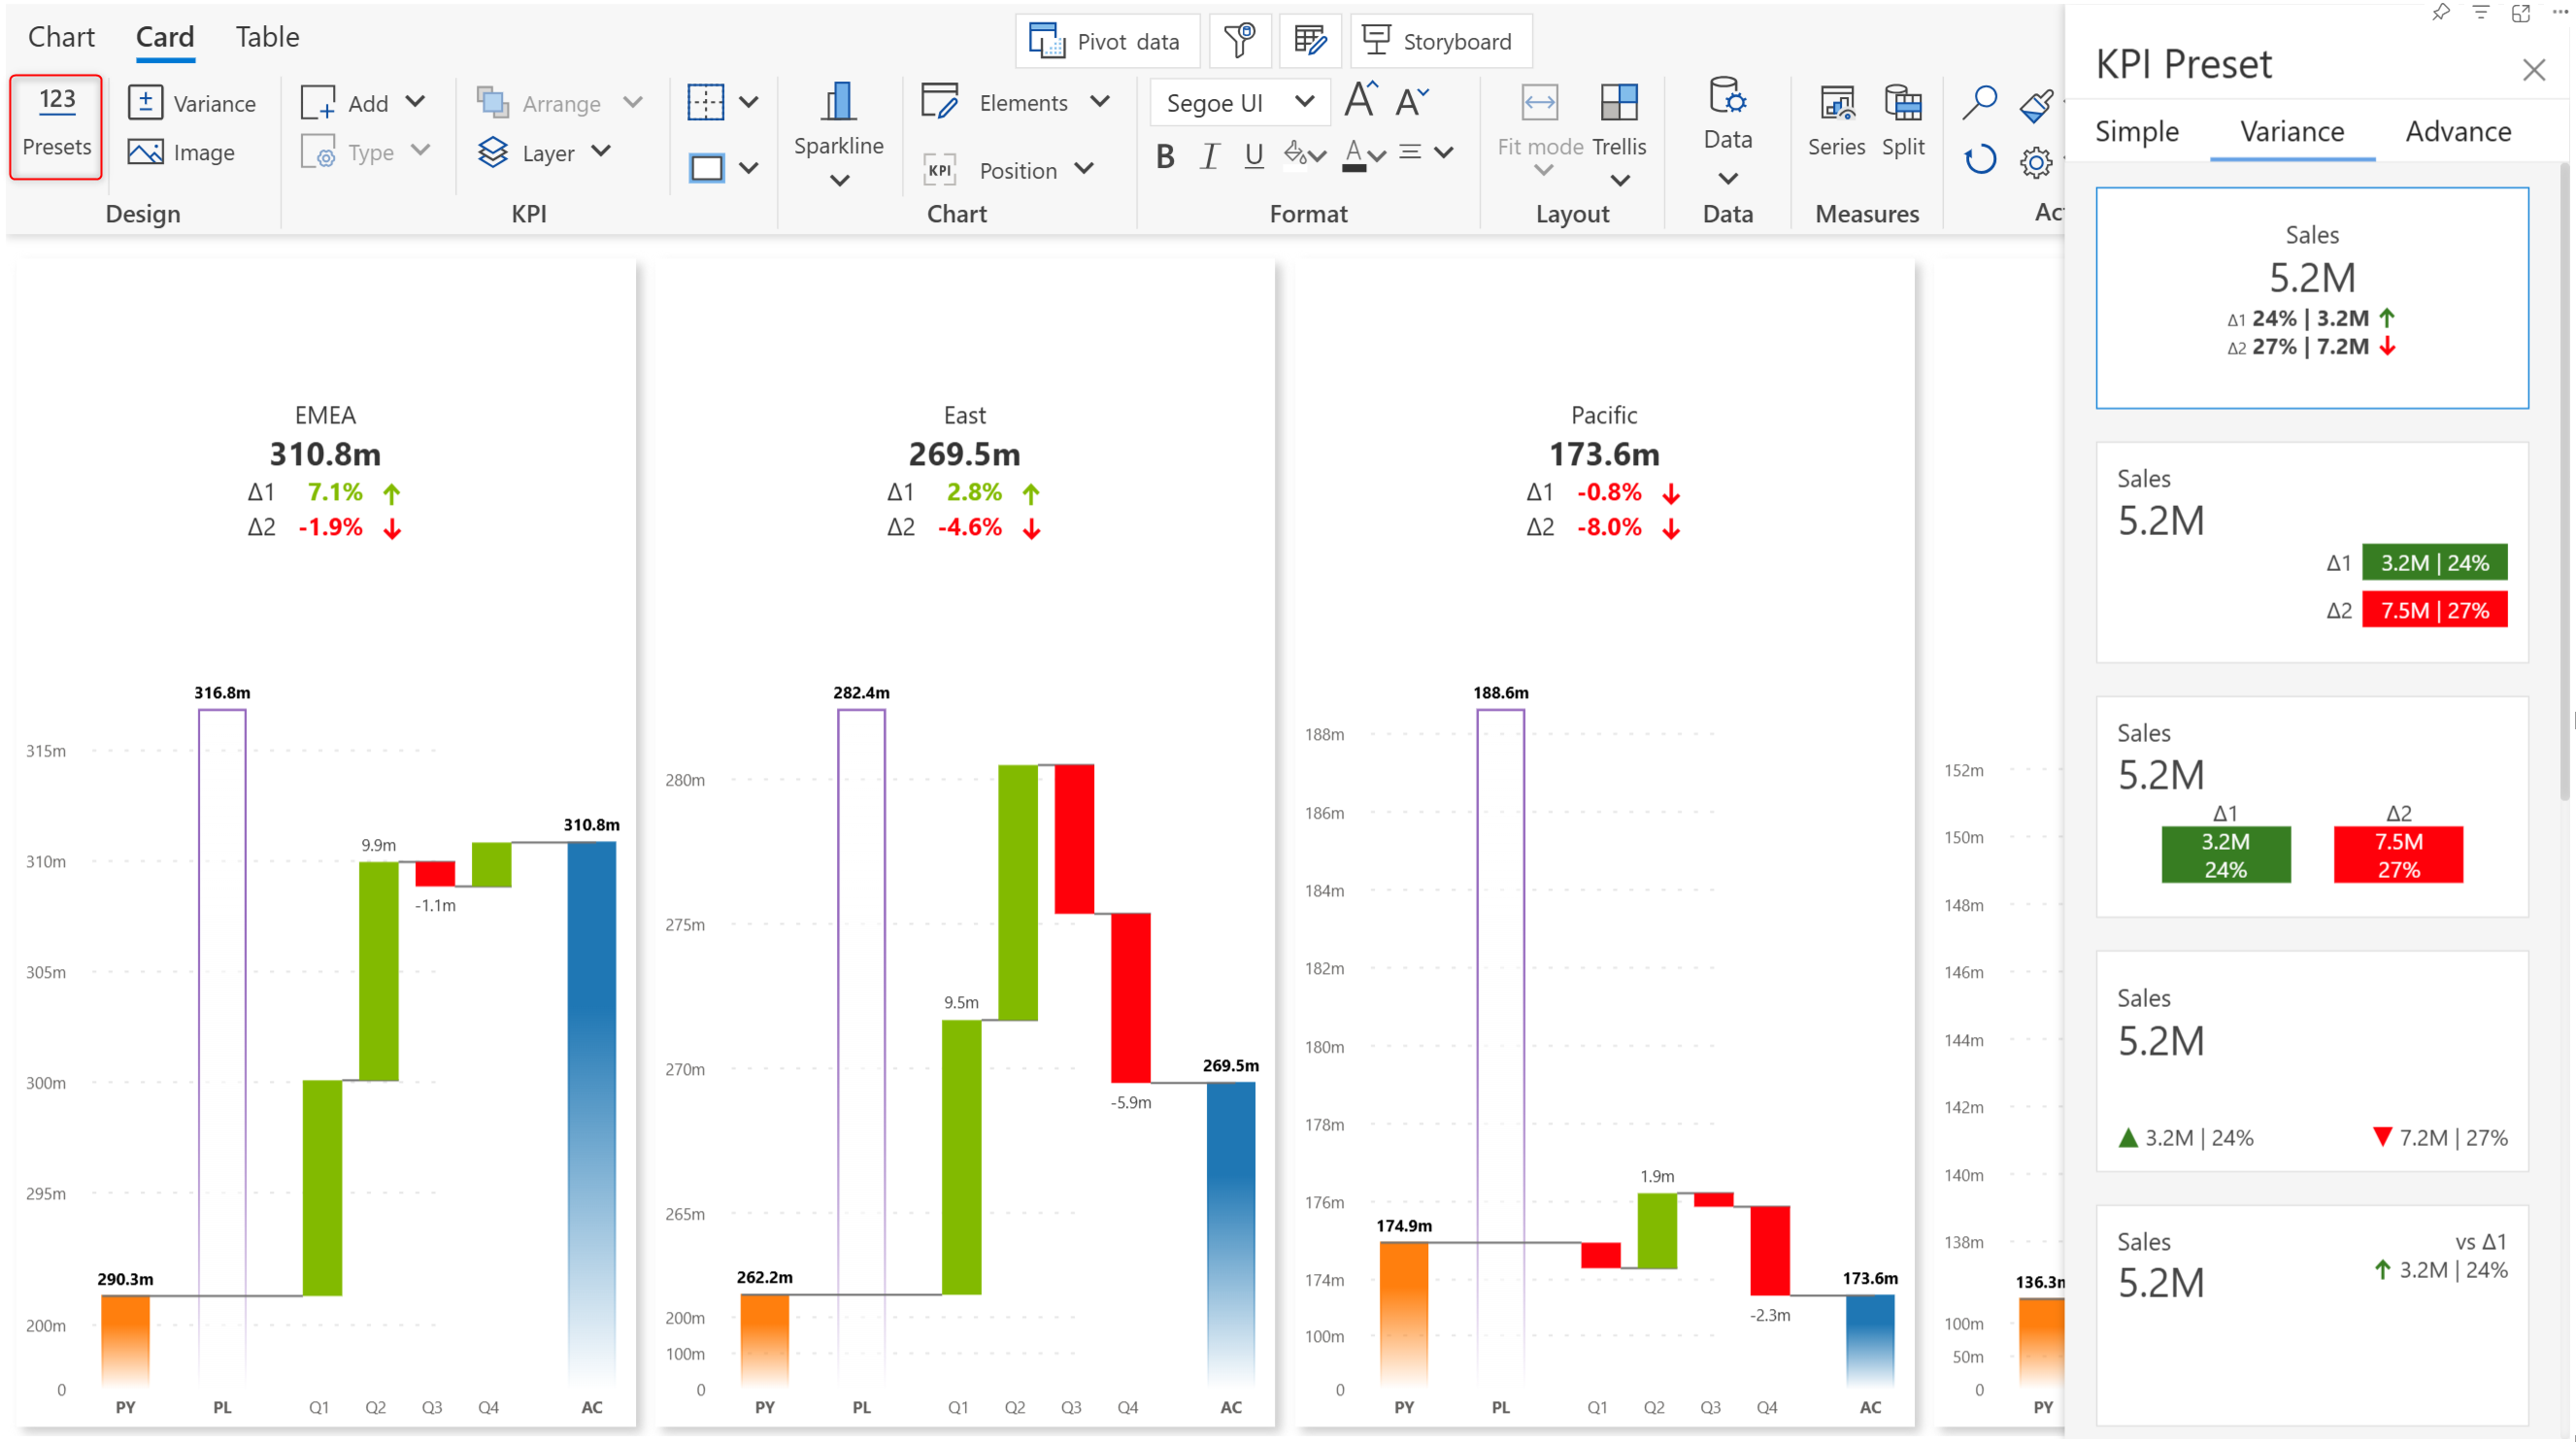 Chart Card Table
Pivot data Storyboard
123
Presets
Variance
Image
Design
Add
Type
Arrange
Layer
KPI
Sparkline
Elements
KPI Position
Chart
Segoe UI
A A
B I U A
Format
Fit mode Trellis
Layout
Data
Data
Series Split
Measures
KPI Preset
Simple Variance Advance
EMEA
310.8m
Δ1 7.1%
Δ2 -1.9%
316.8m
315m
310m
305m
300m
295m
200m
0
290.3m
9.9m
-1.1m
310.8m
PY PL Q1 Q2 Q3 Q4 AC
East
269.5m
Δ1 2.8%
Δ2 -4.6%
282.4m
280m
275m
270m
265m
200m
100m
0
262.2m
9.5m
-5.9m
269.5m
PY PL Q1 Q2 Q3 Q4 AC
Pacific
173.6m
Δ1 -0.8%
Δ2 -8.0%
188.6m
188m
186m
184m
182m
180m
178m
176m
174m
100m
0
174.9m
1.9m
-2.3m
173.6m
PY PL Q1 Q2 Q3 Q4 AC
152m
150m
148m
146m
144m
142m
140m
138m
100m
50m
0
PY
Sales
5.2M
Δ1 24% | 3.2M
Δ2 27% | 7.2M
Sales
5.2M
Δ1 3.2M | 24%
Δ2 7.5M | 27%
Sales
5.2M
Δ1 Δ2
3.2M 7.5M
24% 27%
Sales
5.2M
3.2M | 24% 7.2M | 27%
Sales vs Δ1
5.2M 3.2M | 24%